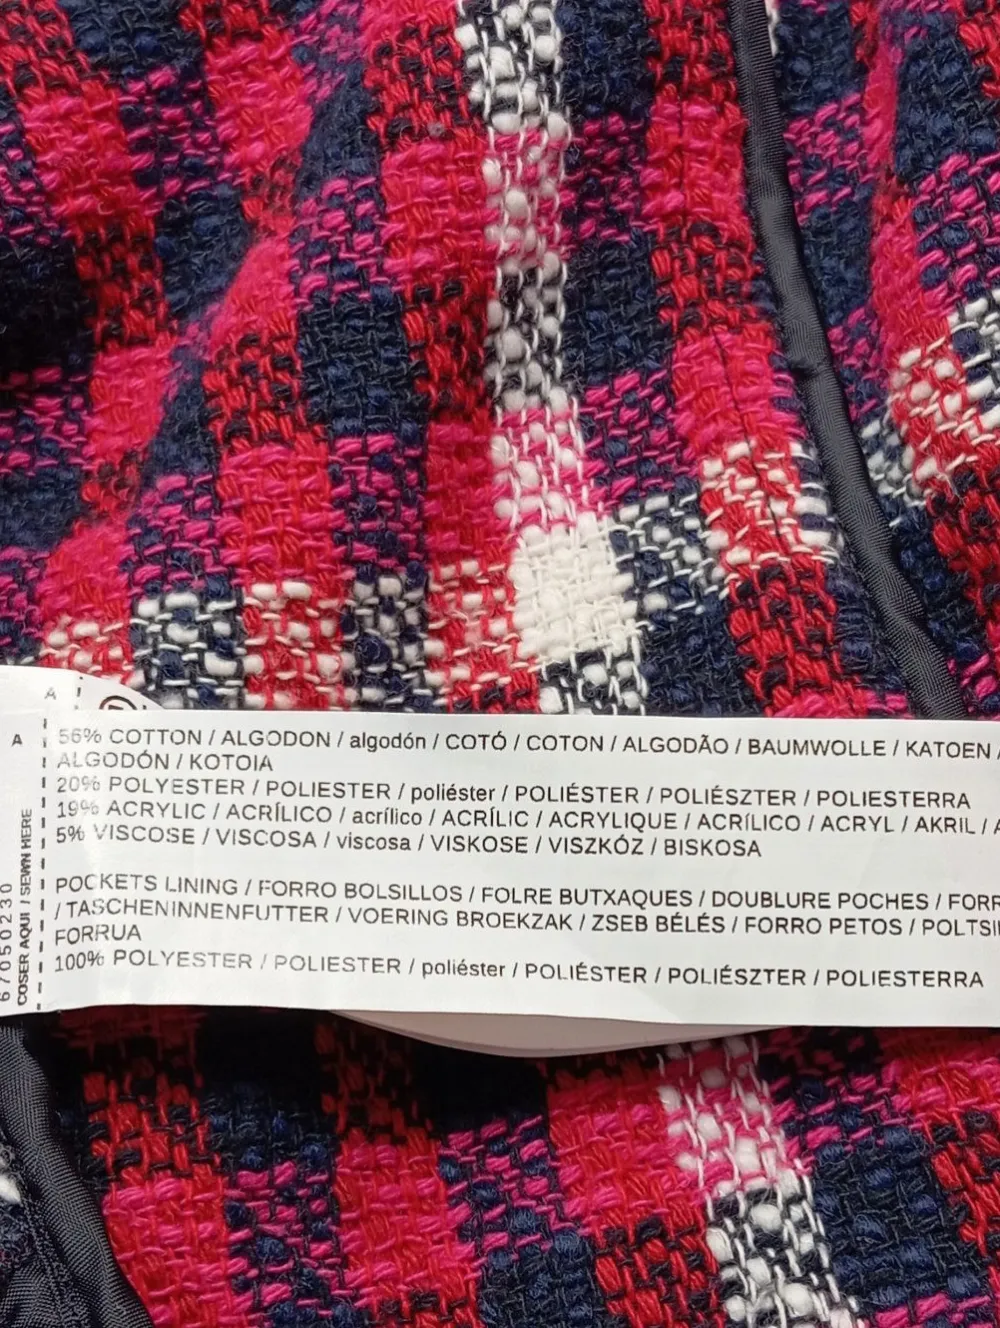 A
A
56% COTTON / ALGODON / algodón / COTÓ / COTON / ALGODÃO / BAUMWOLLE / KATOEN /
ALGODÓN / KOTOIA
20% POLYESTER / POLIESTER / poliéster / POLIÉSTER / POLIÉSZTER / POLIESTERRA
19% ACRYLIC / ACRÍLICO / acrílico / ACRÍLIC / ACRYLIQUE / ACRÍLICO / ACRYL / AKRIL / A
5% VISCOSE / VISCOSA / viscosa / VISKOSE / VISZKÓZ / BISKOSA
POCKETS LINING / FORRO BOLSILLOS / FOLRE BUTXAQUES / DOUBLURE POCHES / FORR
/ TASCHENINNENFUTTER / VOERING BROEKZAK / ZSEB BÉLÉS / FORRO PETOS / POLTSI
FORRUA
100% POLYESTER / POLIESTER / poliéster / POLIÉSTER / POLIÉSZTER / POLIESTERRA
67050230
COSER AQUI / SEWN HERE